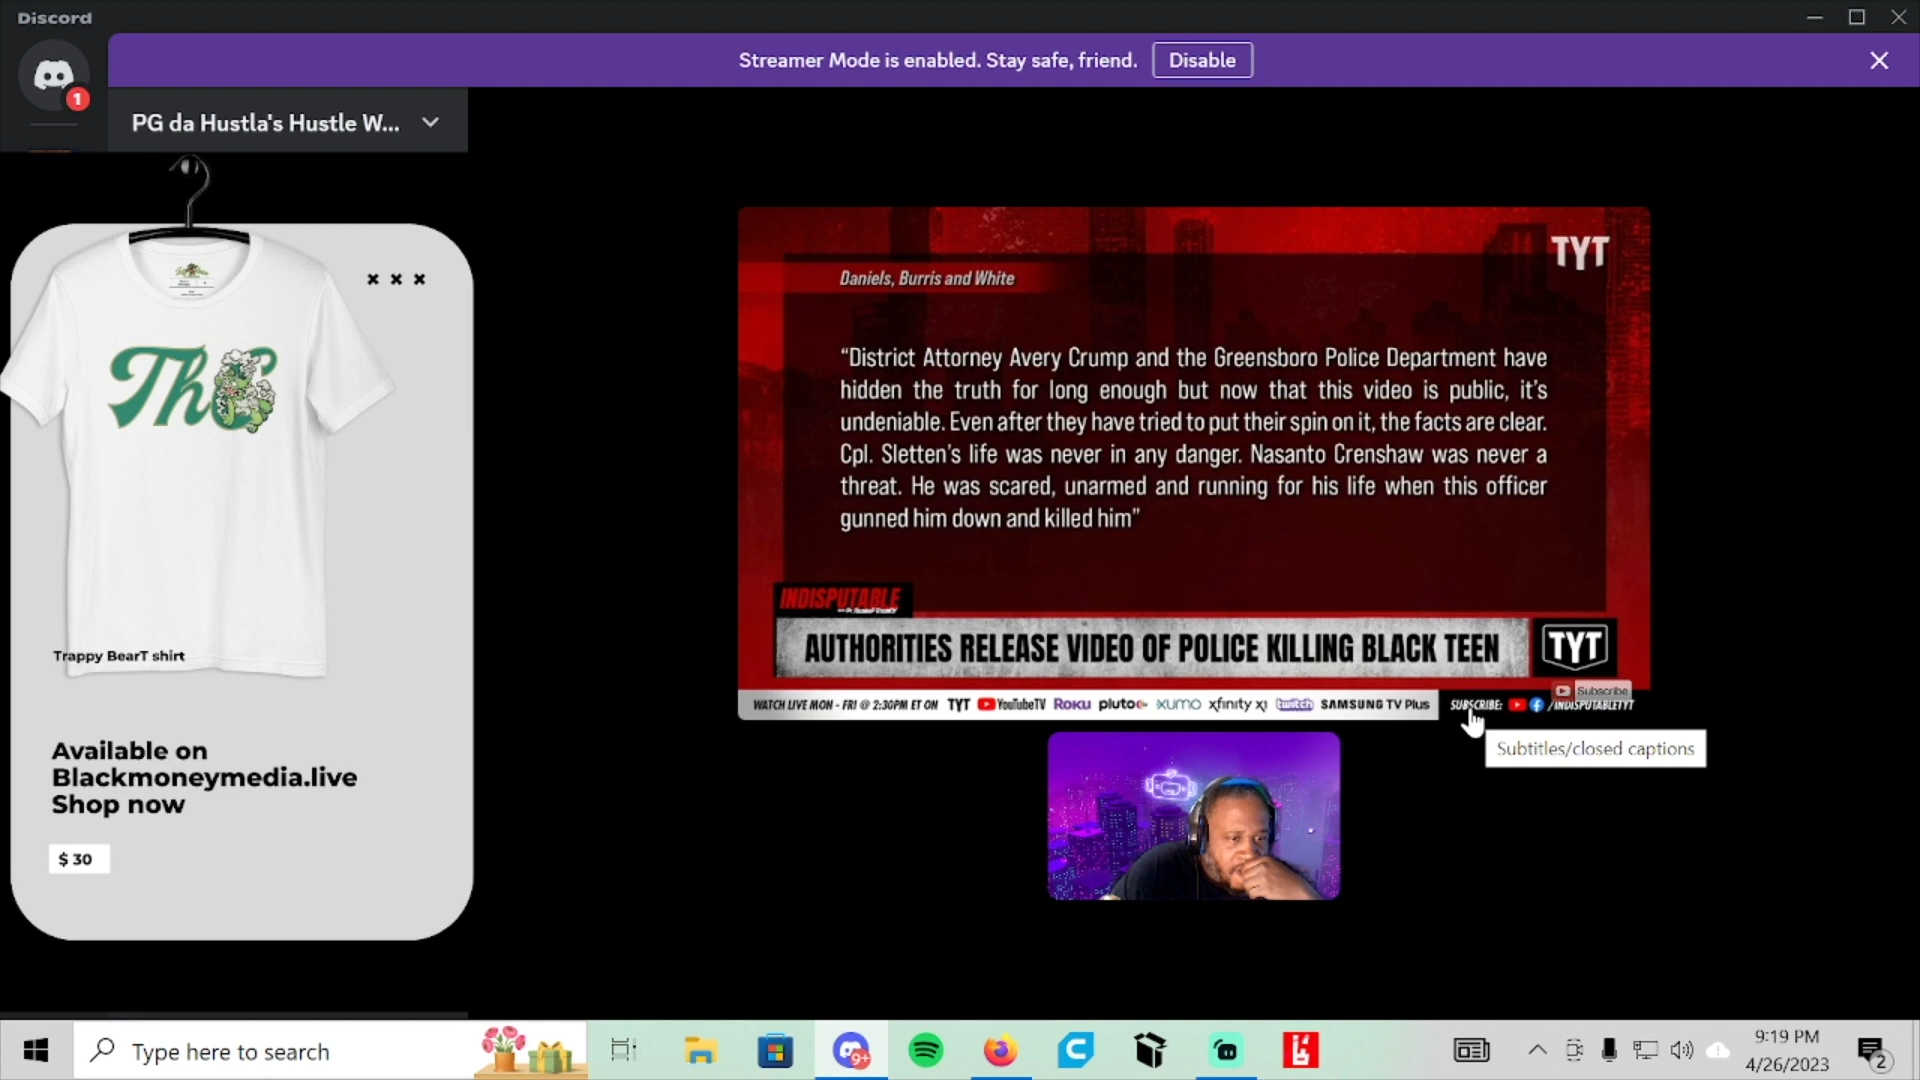 Discord
Streamer Mode is enabled. Stay safe, friend.
Disable
1
PG da Hustla's Hustle W...
Th
Trappy BearT shirt
Available on
Blackmoneymedia.live
Shop now
$ 30
TYT
Daniels, Burris and White
“District Attorney Avery Crump and the Greensboro Police Department have
hidden the truth for long enough but now that this video is public, it’s
undeniable. Even after they have tried to put their spin on it, the facts are clear.
Cpl. Sletten’s life was never in any danger. Nasanto Crenshaw was never a
threat. He was scared, unarmed and running for his life when this officer
gunned him down and killed him”
INDISPUTABLE
AUTHORITIES RELEASE VIDEO OF POLICE KILLING BLACK TEEN
TYT
Subscribe
WATCH LIVE MON - FRI @ 2:30PM ET ON TYT YouTubeTV ROKU pluto xumo xfinity x1 twitch SAMSUNG TV Plus
SUBSCRIBE: /INDISPUTABLETYT
Subtitles/closed captions
Type here to search
9+
9:19 PM
4/26/2023
2